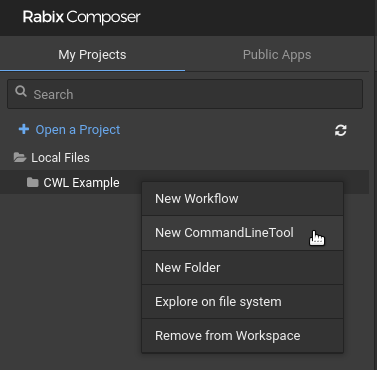 Rabix Composer
My Projects Public Apps
Search
Open a Project
Local Files
CWL Example
New Workflow
New CommandLineTool
New Folder
Explore on file system
Remove from Workspace